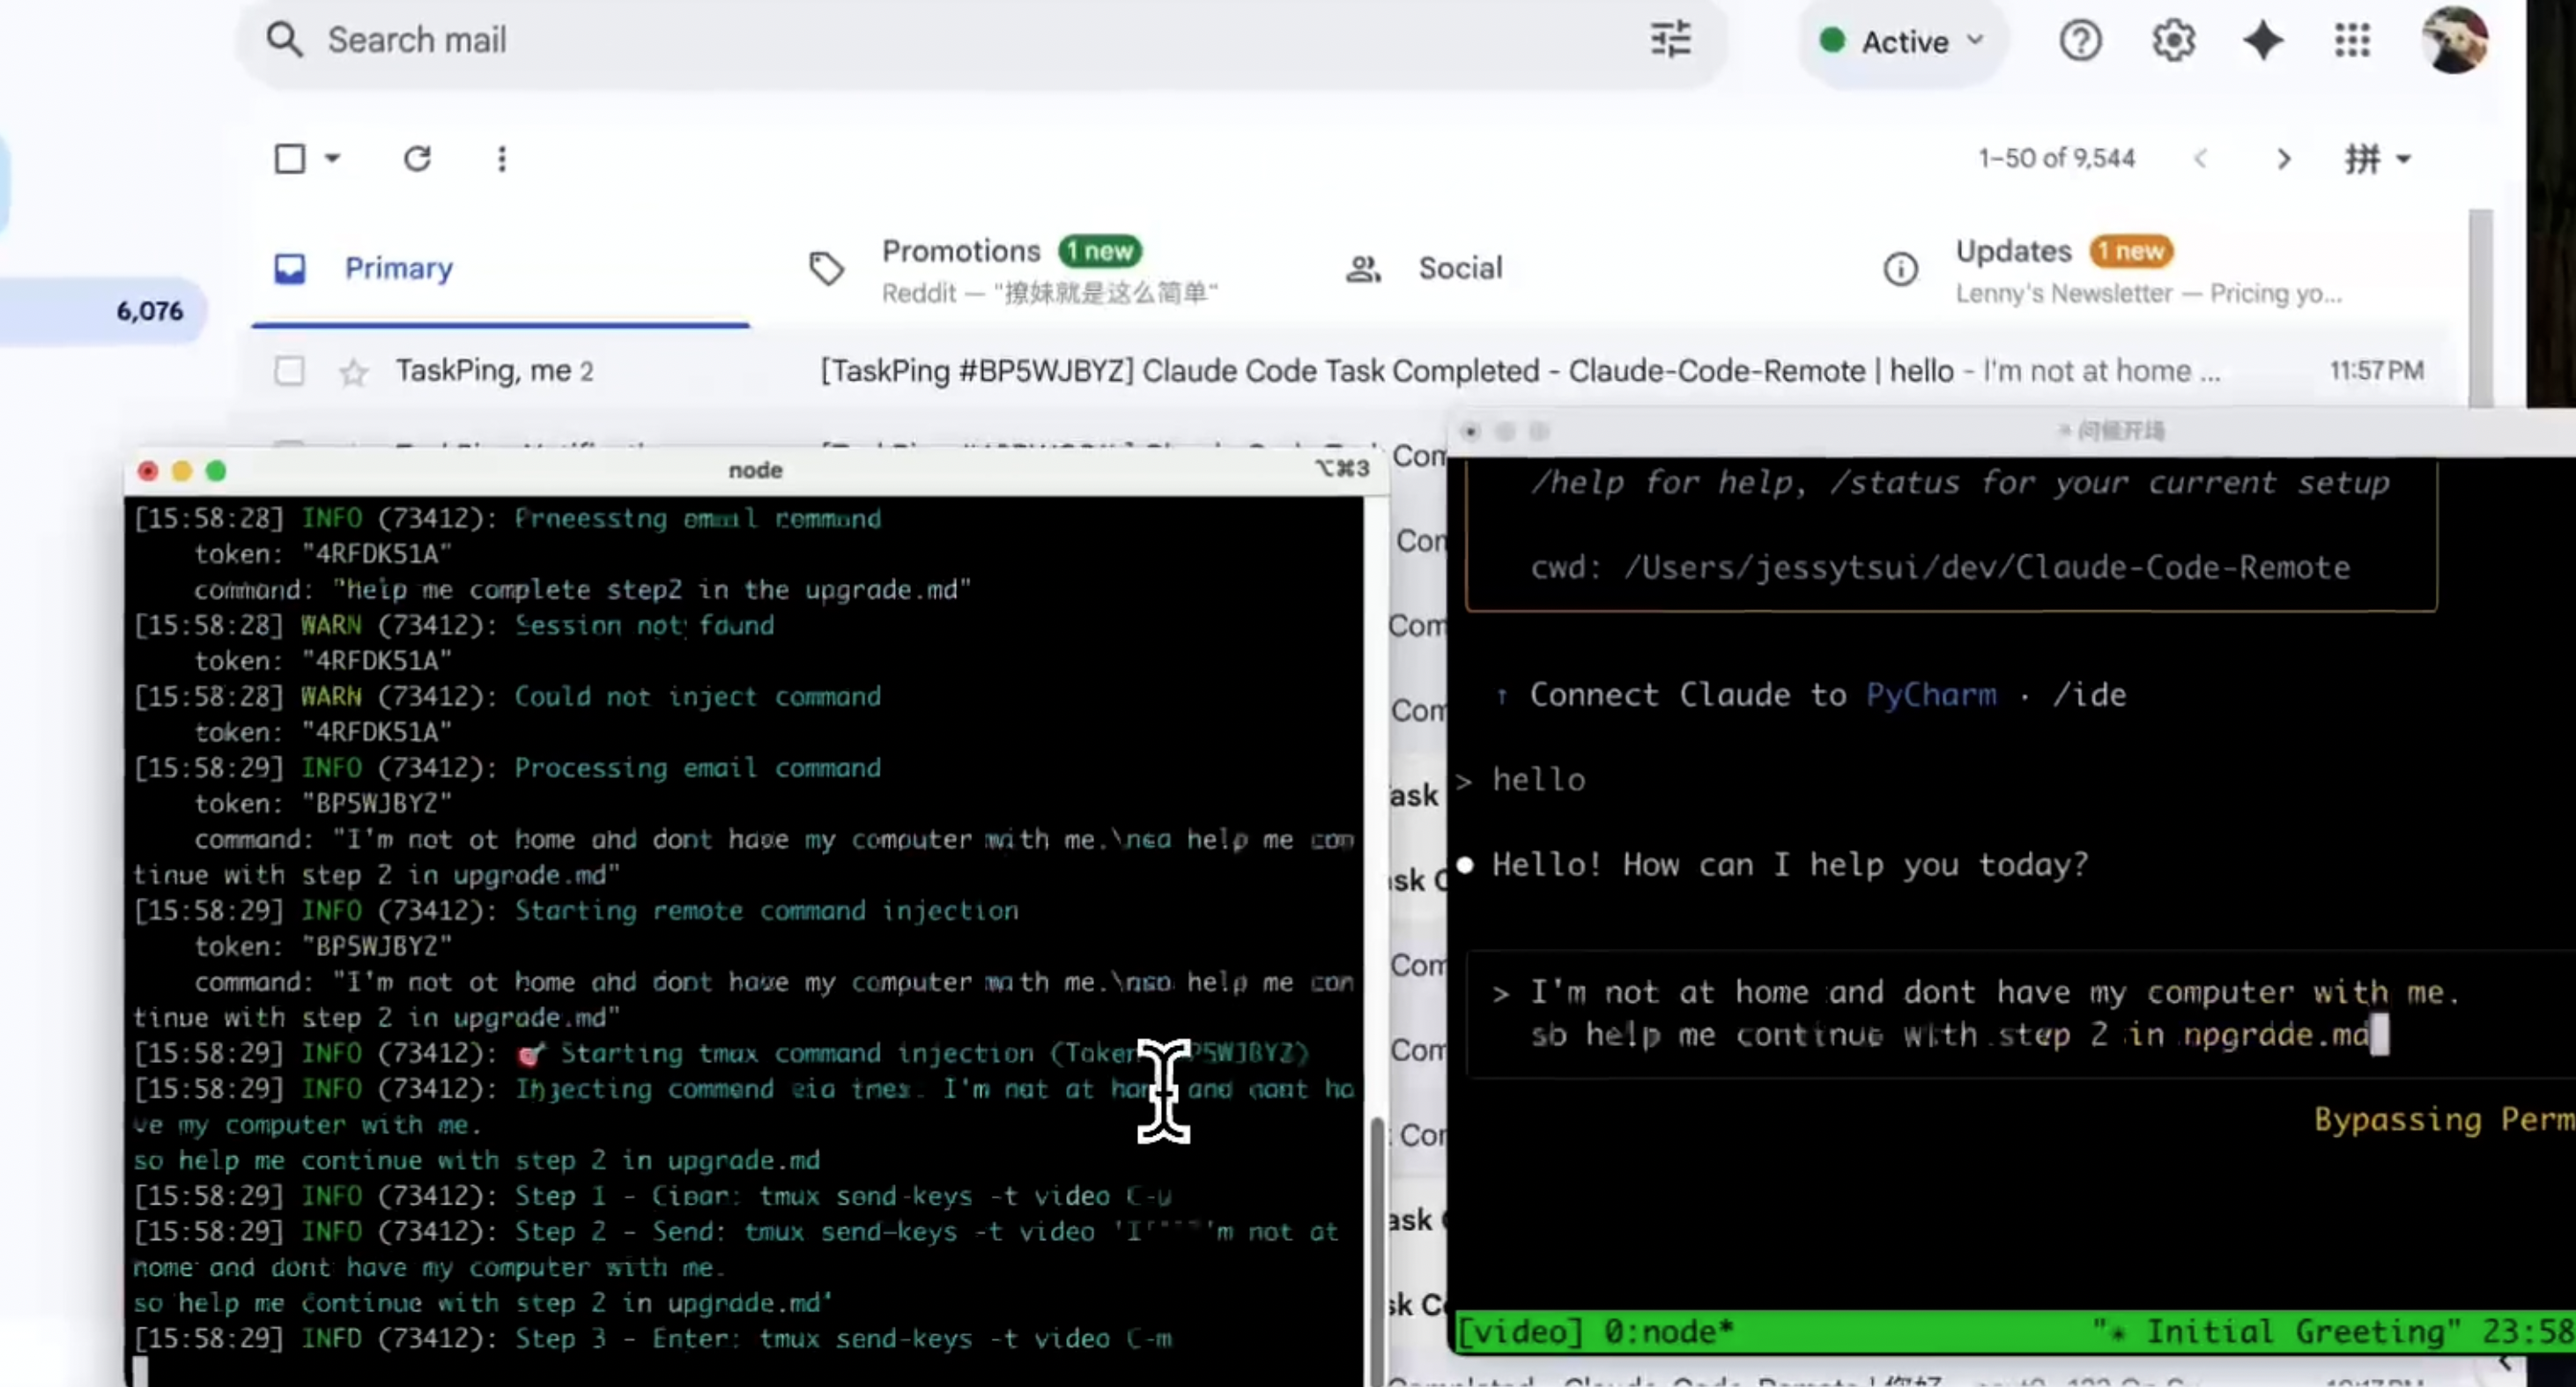 Search mail
Active
1–50 of 9,544
拼
Primary
Promotions 1 new
Reddit — "撩妹就是这么简单"
Social
Updates 1 new
Lenny's Newsletter — Pricing yo...
6,076
TaskPing, me 2 [TaskPing #BP5WJBYZ] Claude Code Task Completed - Claude-Code-Remote | hello - I'm not at home ... 11:57 PM
node ⌥⌘3
[15:58:28] INFO (73412): email command
token: "4RFDK51A"
command: "help me complete step2 in the upgrade.md"
[15:58:28] WARN (73412): Session not found
token: "4RFDK51A"
[15:58:28] WARN (73412): Could not inject command
token: "4RFDK51A"
[15:58:29] INFO (73412): Processing email command
token: "BP5WJBYZ"
command: "I'm not ot home and dont have my computer with me.\n help me con
tinue with step 2 in upgrade.md"
[15:58:29] INFO (73412): Starting remote command injection
token: "BP5WJBYZ"
command: "I'm not ot home and dont have my computer with me.\nso help me con
tinue with step 2 in upgrade.md"
[15:58:29] INFO (73412): 🎯 Starting tmux command injection (Token P5WJBYZ)
[15:58:29] INFO (73412): Injecting I'm not at and dont ha
ve my computer with me.
so help me continue with step 2 in upgrade.md
[15:58:29] INFO (73412): Step 1 - tmux send-keys -t video C-u
[15:58:29] INFO (73412): Step 2 - Send: tmux send-keys -t video 'm not at
home and dont have my computer with me.
so help me continue with step 2 in upgrade.md'
[15:58:29] INFO (73412): Step 3 - Enter: tmux send-keys -t video C-m
Com
Con
Com
Com
ask
sk C
Com
Com
Cor
ask
sk Co
问候开场
/help for help, /status for your current setup
cwd: /Users/jessytsui/dev/Claude-Code-Remote
↑ Connect Claude to PyCharm · /ide
> hello
● Hello! How can I help you today?
> I'm not at home and dont have my computer with me.
so help me continue with step 2 in upgrade.md
Bypassing Perm
[video] 0:node* "✳ Initial Greeting" 23:58